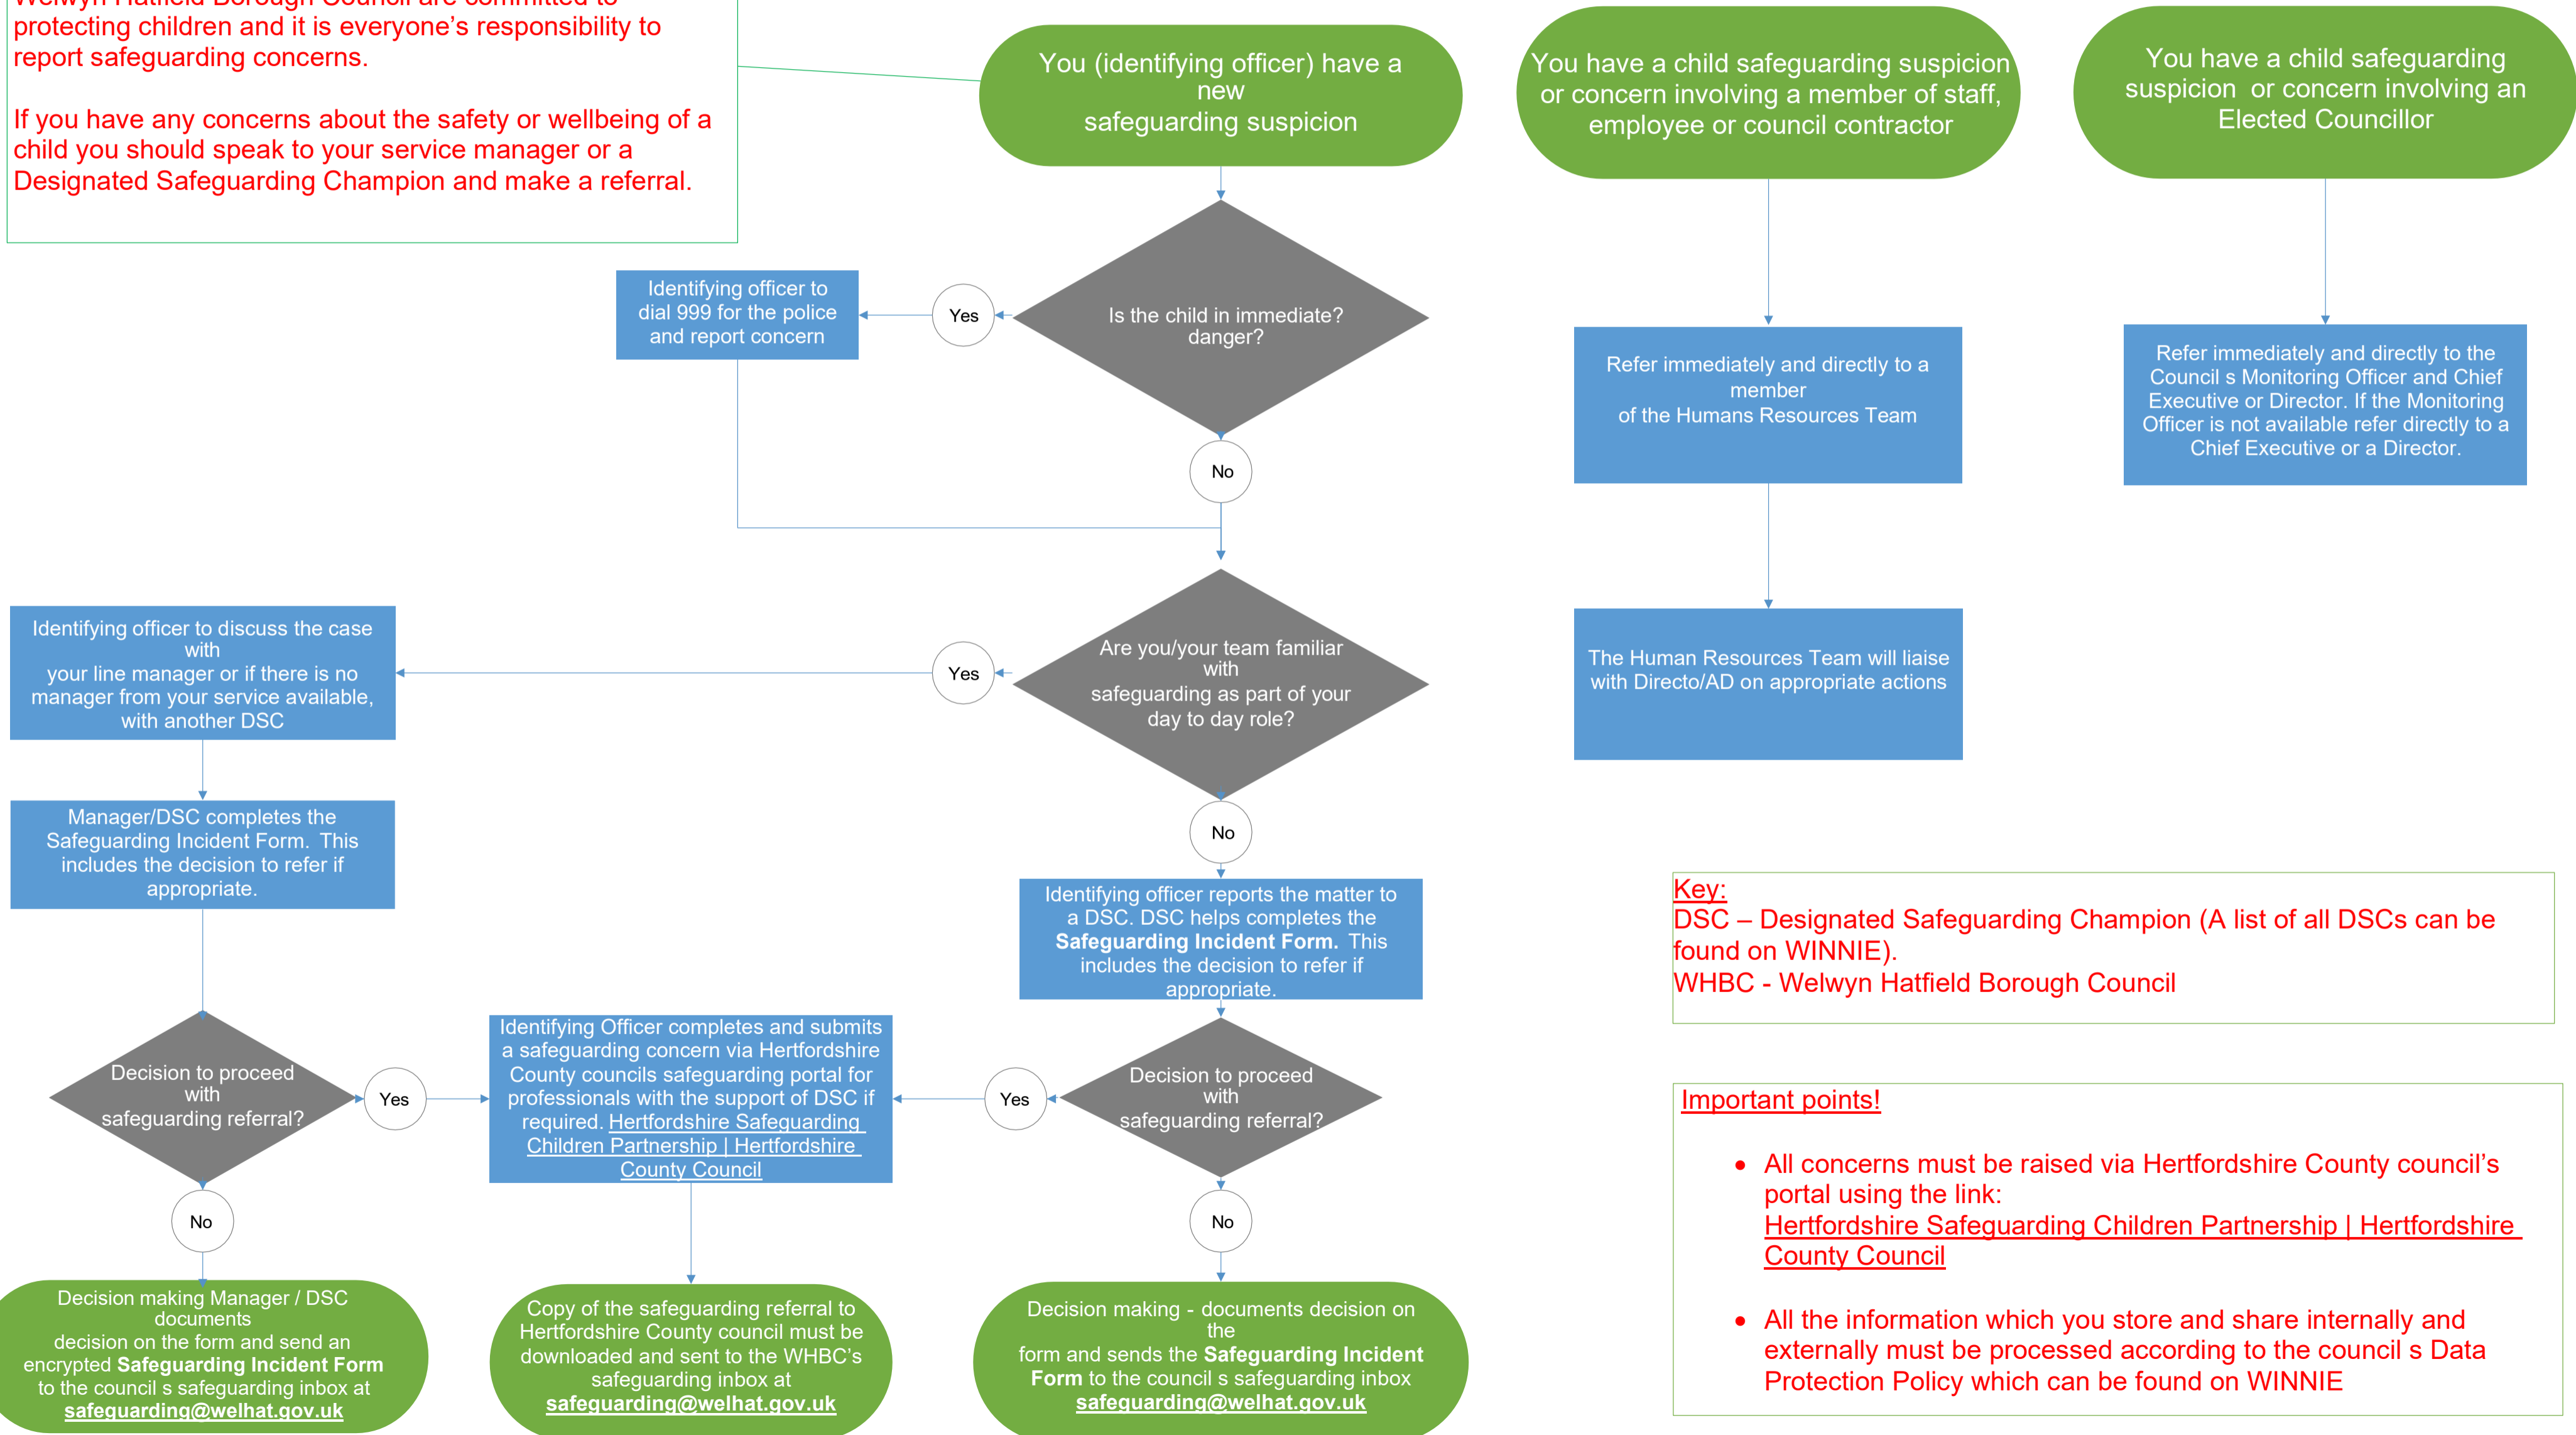 Welwyn Hatfield Borough Council are committed to
protecting children and it is everyone’s responsibility to
report safeguarding concerns.
If you have any concerns about the safety or wellbeing of a
child you should speak to your service manager or a
Designated Safeguarding Champion and make a referral.
You (identifying officer) have a
new
safeguarding suspicion
You have a child safeguarding suspicion
or concern involving a member of staff,
employee or council contractor
You have a child safeguarding
suspicion  or concern involving an
Elected Councillor
Identifying officer to
dial 999 for the police
and report concern
Yes
Is the child in immediate?
danger?
No
Refer immediately and directly to a
member
of the Humans Resources Team
Refer immediately and directly to the
Council s Monitoring Officer and Chief
Executive or Director. If the Monitoring
Officer is not available refer directly to a
Chief Executive or a Director.
Identifying officer to discuss the case
with
your line manager or if there is no
manager from your service available,
with another DSC
Yes
Are you/your team familiar
with
safeguarding as part of your
day to day role?
The Human Resources Team will liaise
with Directo/AD on appropriate actions
Manager/DSC completes the
Safeguarding Incident Form.  This
includes the decision to refer if
appropriate.
No
Identifying officer reports the matter to
a DSC. DSC helps completes the
Safeguarding Incident Form.  This
includes the decision to refer if
appropriate.
Key:
DSC – Designated Safeguarding Champion (A list of all DSCs can be
found on WINNIE).
WHBC - Welwyn Hatfield Borough Council
Decision to proceed
with
safeguarding referral?
Yes
Identifying Officer completes and submits
a safeguarding concern via Hertfordshire
County councils safeguarding portal for
professionals with the support of DSC if
required. Hertfordshire Safeguarding
Children Partnership | Hertfordshire
County Council
Yes
Decision to proceed
with
safeguarding referral?
Important points!
• All concerns must be raised via Hertfordshire County council’s
portal using the link:
Hertfordshire Safeguarding Children Partnership | Hertfordshire
County Council
• All the information which you store and share internally and
externally must be processed according to the council s Data
Protection Policy which can be found on WINNIE
No
No
Decision making Manager / DSC
documents
decision on the form and send an
encrypted Safeguarding Incident Form
to the council s safeguarding inbox at
safeguarding@welhat.gov.uk
Copy of the safeguarding referral to
Hertfordshire County council must be
downloaded and sent to the WHBC’s
safeguarding inbox at
safeguarding@welhat.gov.uk
Decision making - documents decision on
the
form and sends the Safeguarding Incident
Form to the council s safeguarding inbox
safeguarding@welhat.gov.uk